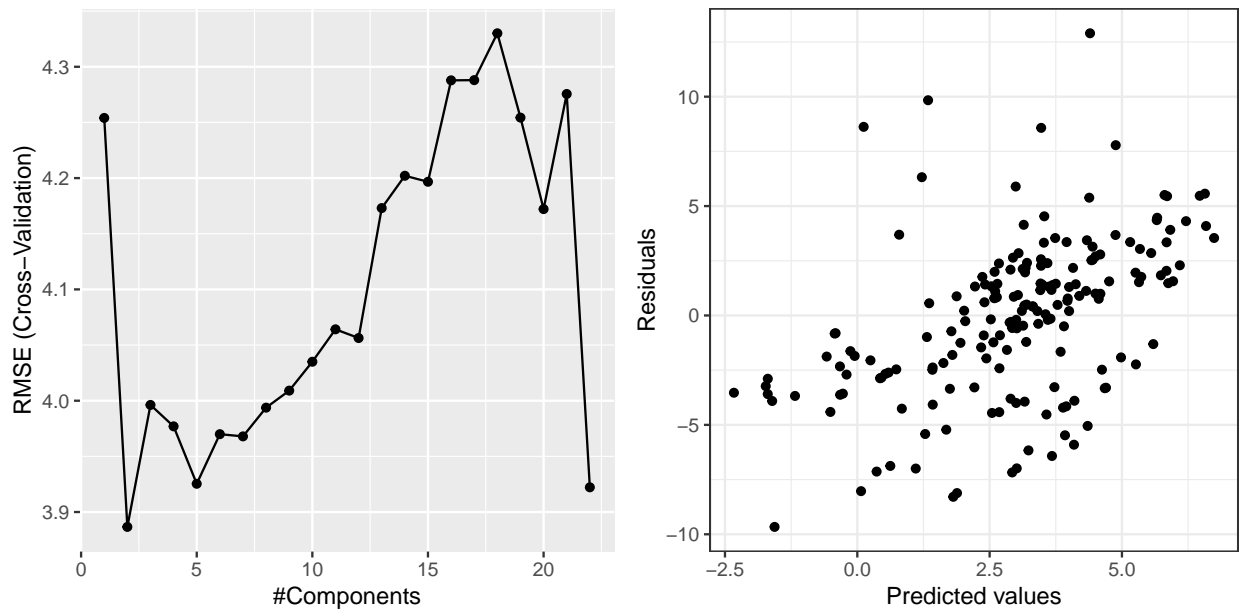 4.3
4.2
4.1
4.0
3.9
RMSE (Cross−Validation)
0 5 10 15 20
#Components
10
5
0
−5
−10
Residuals
−2.5 0.0 2.5 5.0
Predicted values